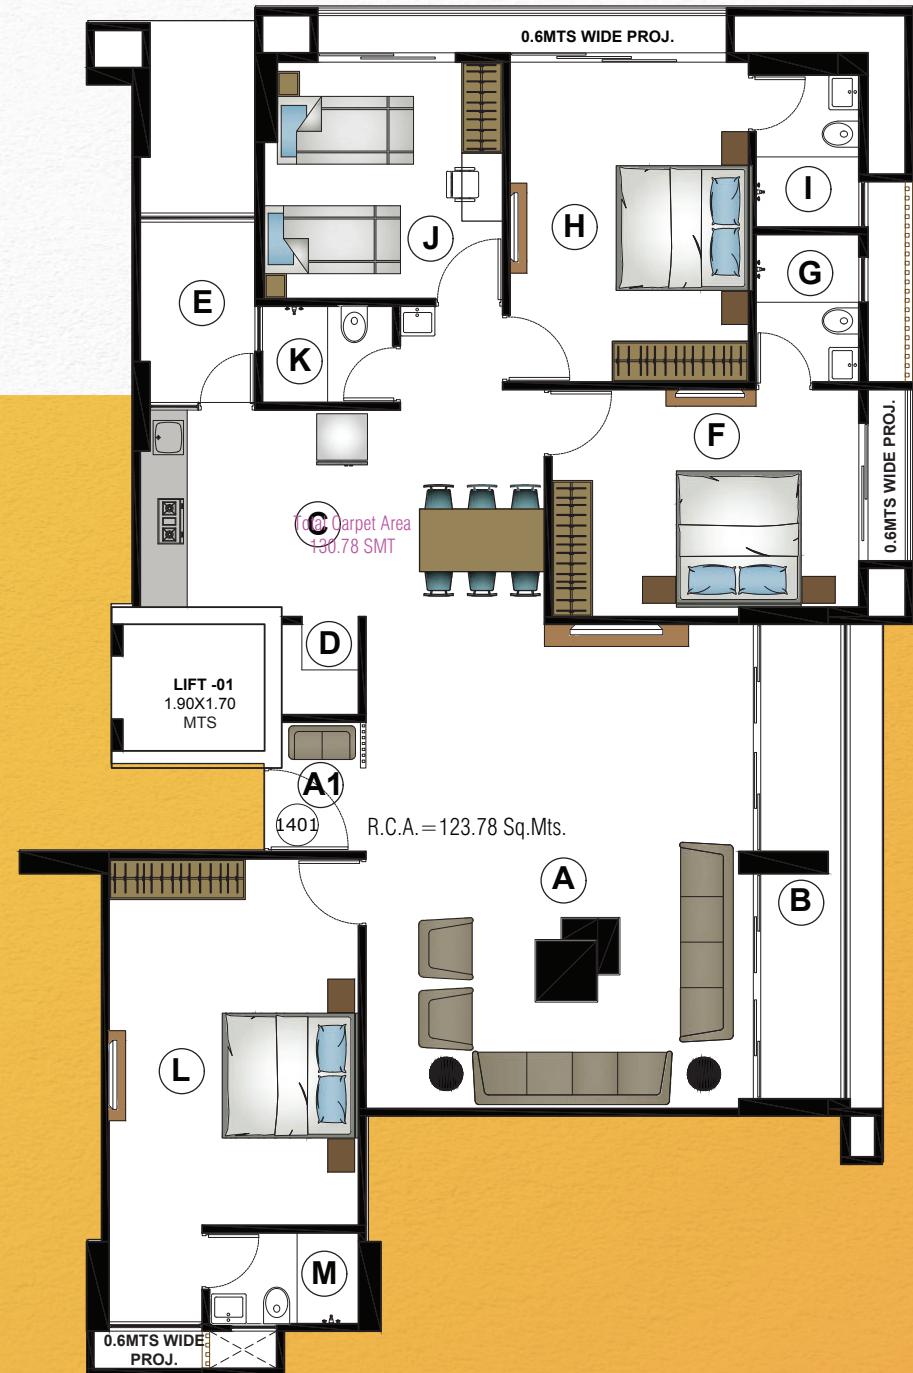 0.6MTS WIDE PROJ.
I
J
H
G
E
K
F
0.6MTS WIDE PROJ.
C
Total Carpet Area
130.78 SMT
D
LIFT -01
1.90X1.70
MTS
A1
1401
R.C.A.=123.78 Sq.Mts.
A
B
L
M
0.6MTS WIDE
PROJ.